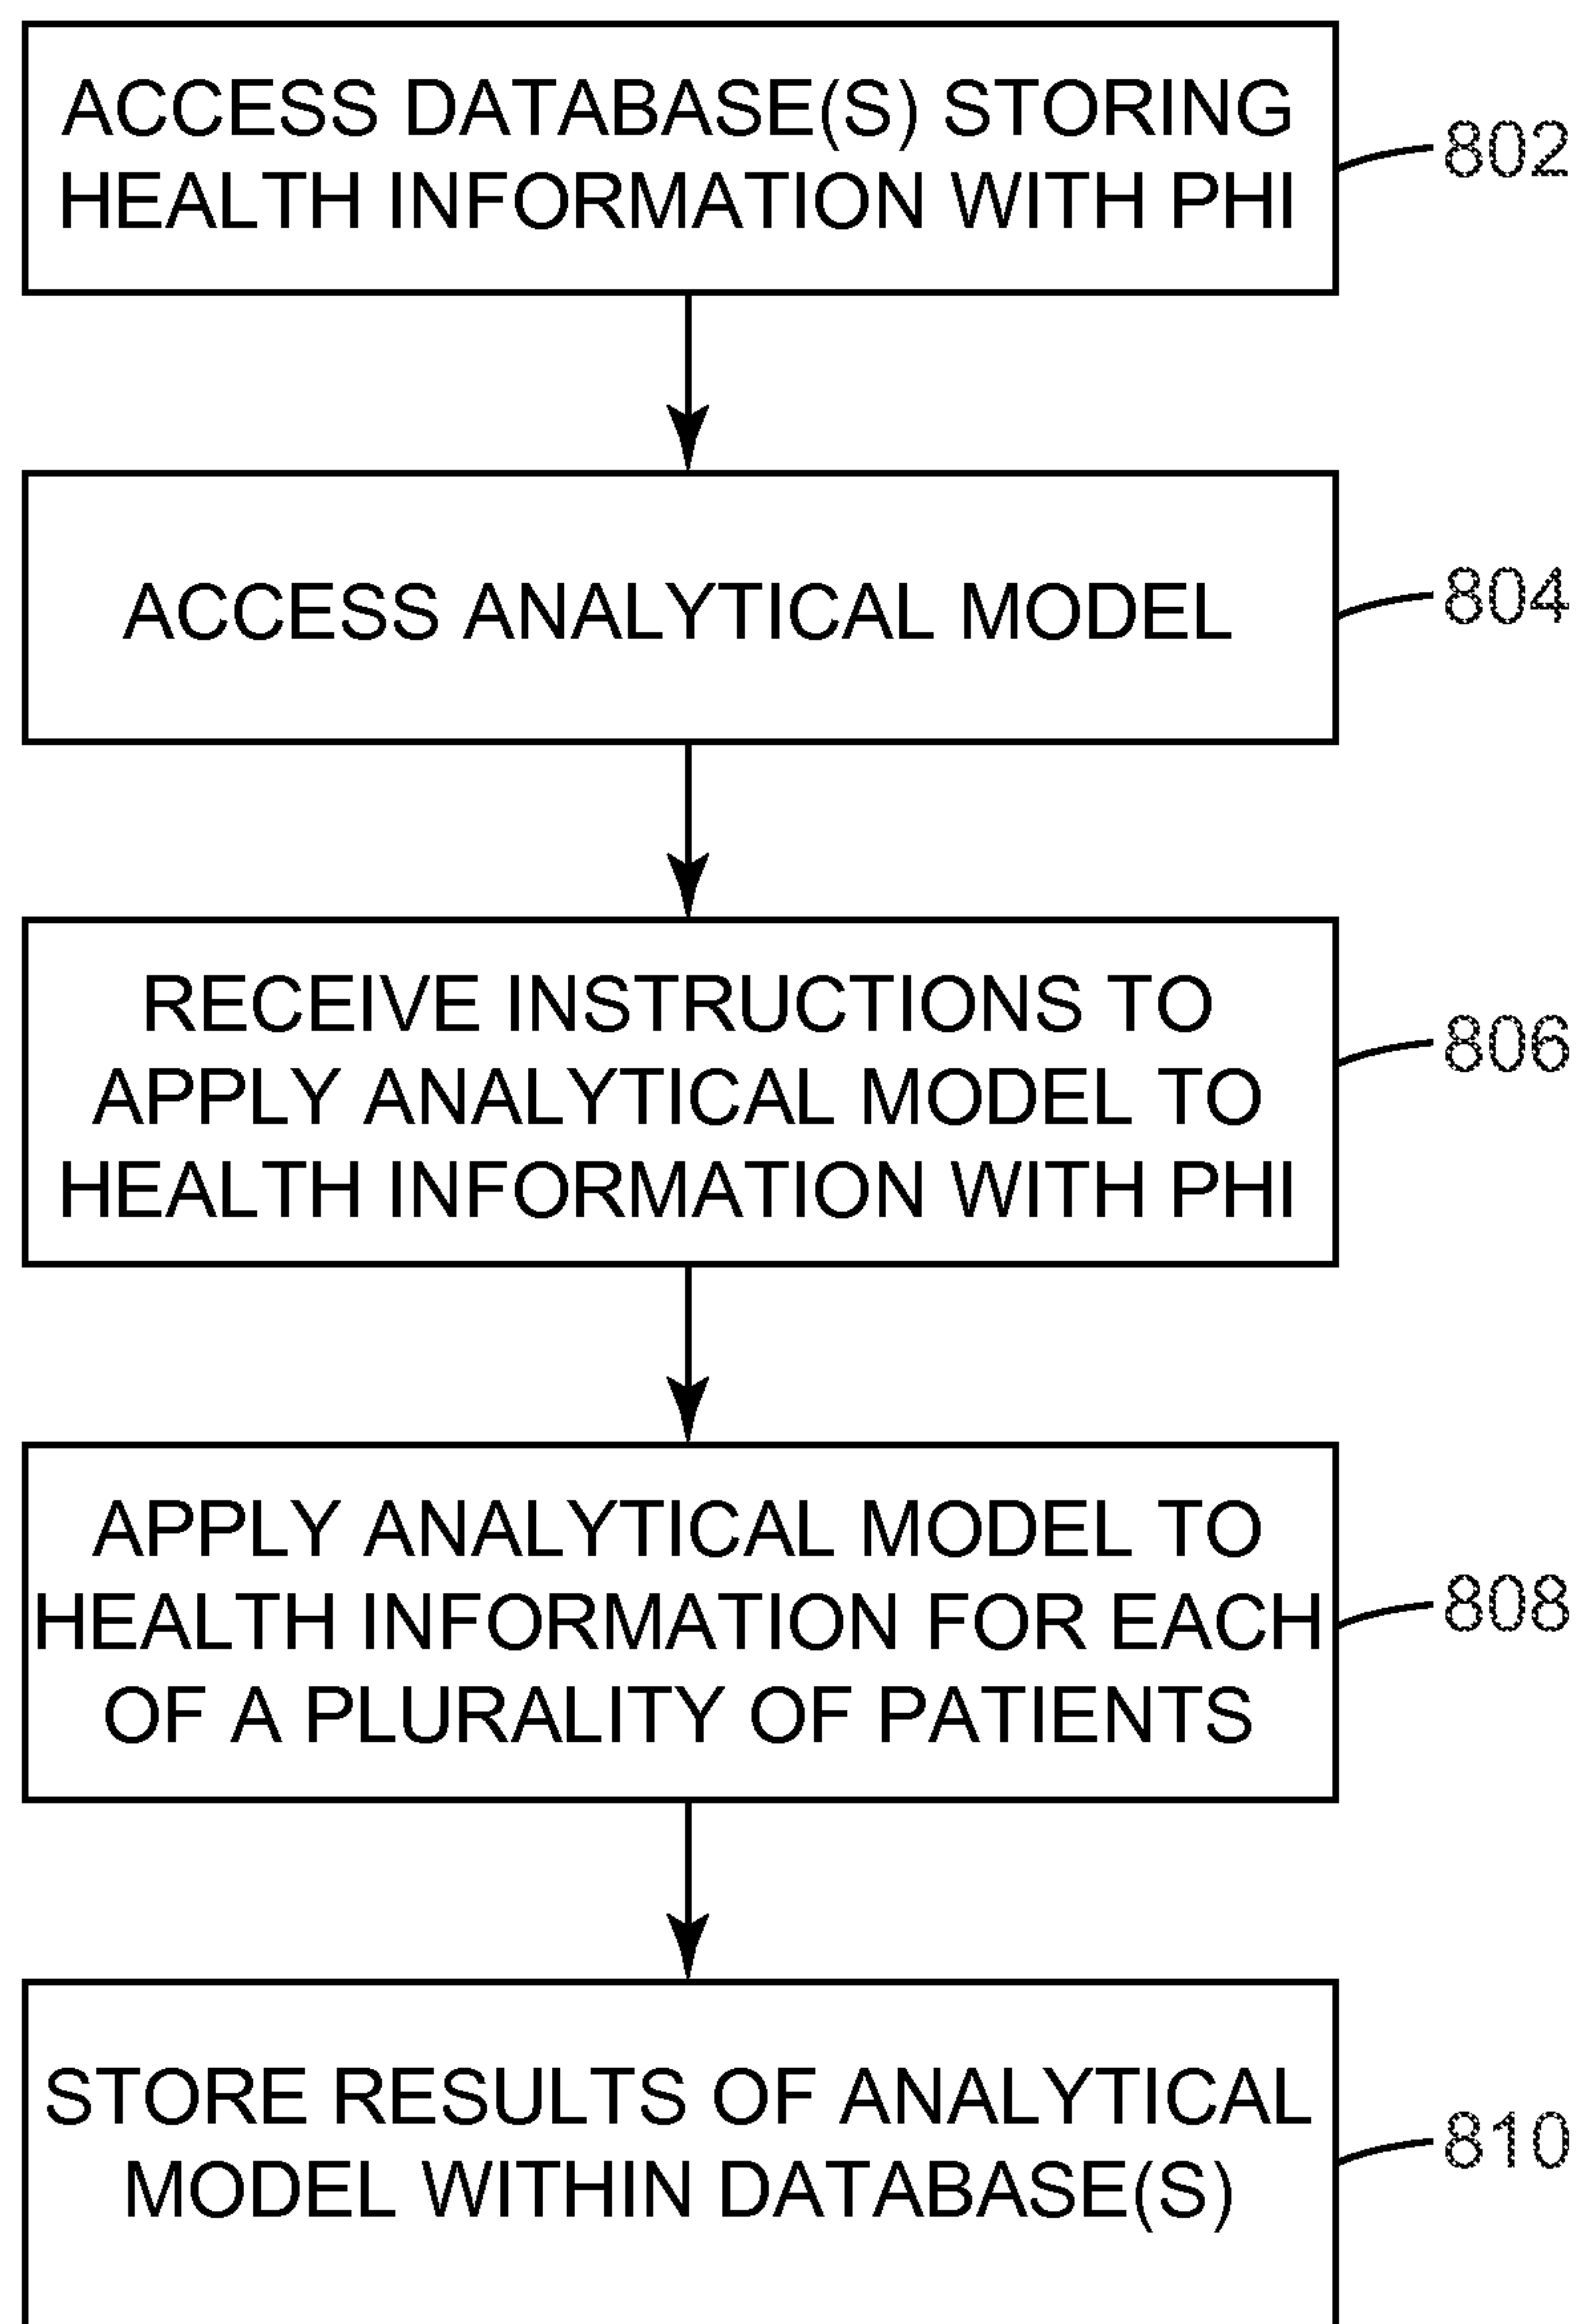 ACCESS DATABASE(S) STORING
HEALTH INFORMATION WITH PHI
802
ACCESS ANALYTICAL MODEL
804
RECEIVE INSTRUCTIONS TO
APPLY ANALYTICAL MODEL TO
HEALTH INFORMATION WITH PHI
806
APPLY ANALYTICAL MODEL TO
HEALTH INFORMATION FOR EACH
OF A PLURALITY OF PATIENTS
808
STORE RESULTS OF ANALYTICAL
MODEL WITHIN DATABASE(S)
810